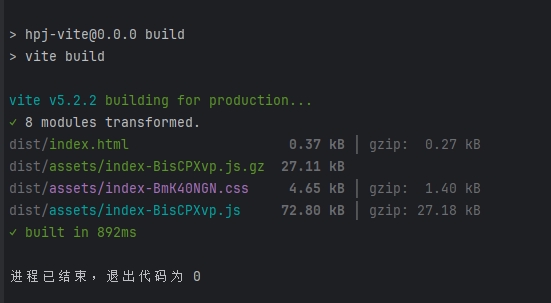 > hpj-vite@0.0.0 build
> vite build
vite v5.2.2 building for production...
✓ 8 modules transformed.
dist/index.html 0.37 kB │ gzip: 0.27 kB
dist/assets/index-BisCPXvp.js.gz 27.11 kB
dist/assets/index-BmK40N6N.css 4.65 kB │ gzip: 1.40 kB
dist/assets/index-BisCPXvp.js 72.80 kB │ gzip: 27.18 kB
✓ built in 892ms
进程已结束，退出代码为 0